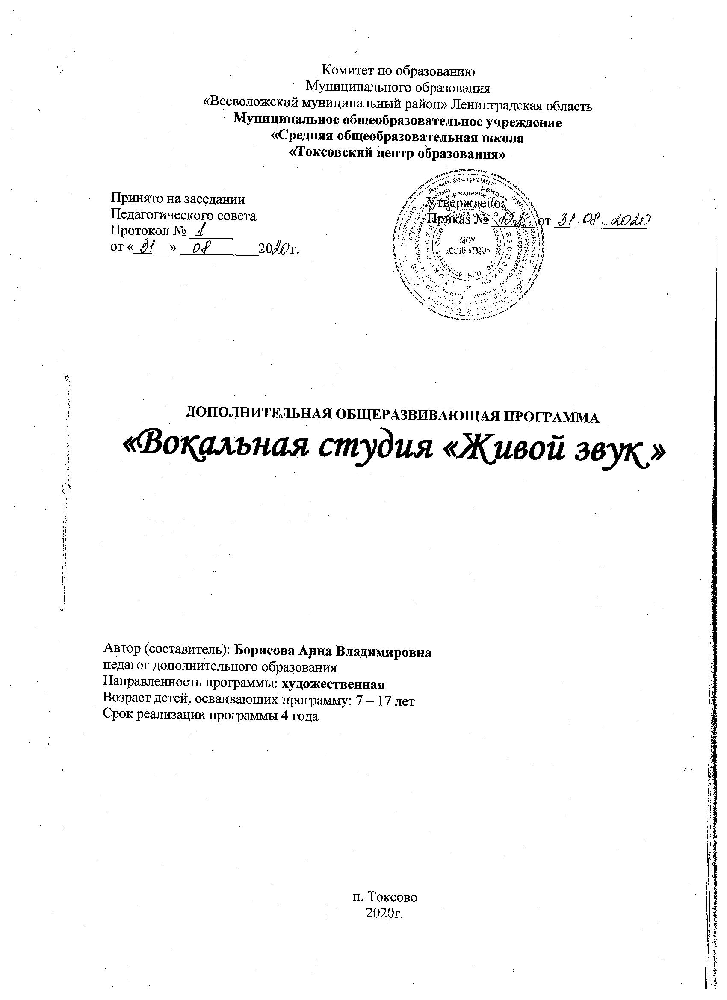 Комитет по образованию
Муниципального образования
«Всеволожский муниципальный район» Ленинградская область
Муниципальное общеобразовательное учреждение
«Средняя общеобразовательная школа
«Токсовский центр образования»
Принято на заседании
Педагогического совета
Протокол № 1
от «31» 08 2020 г.
Утверждено
Приказ № от 31.08.2020
МОУ
«СОШ «ТЦО»
ДОПОЛНИТЕЛЬНАЯ ОБЩЕРАЗВИВАЮЩАЯ ПРОГРАММА
«Вокальная студия «Живой звук»
Автор (составитель): Борисова Анна Владимировна
педагог дополнительного образования
Направленность программы: художественная
Возраст детей, осваивающих программу: 7 – 17 лет
Срок реализации программы 4 года
п. Токсово
2020г.